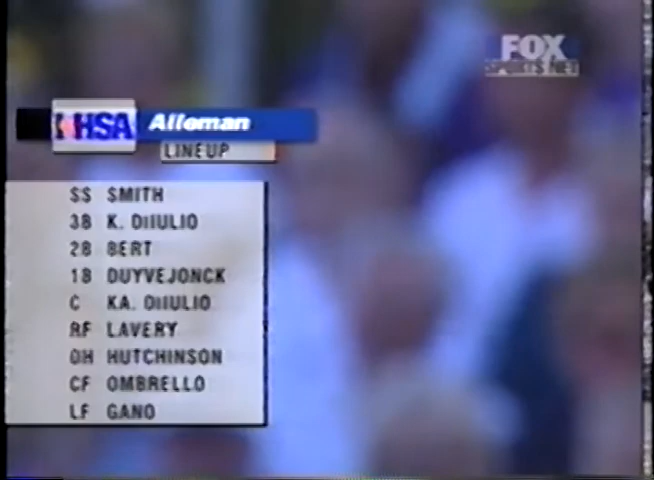 FOX
SPORTS NET
IHSA Alleman
LINEUP
SS SMITH
3B K. DIIULIO
2B BERT
1B DUYVEJONCK
C KA. DIIULIO
RF LAVERY
DH HUTCHINSON
CF OMBRELLO
LF GANO